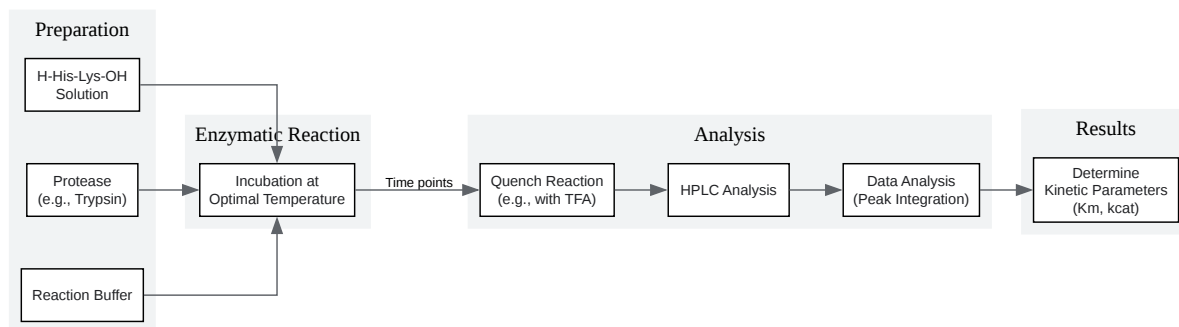 Preparation
H-His-Lys-OH
Solution
Protease
(e.g., Trypsin)
Reaction Buffer
Enzymatic Reaction
Incubation at
Optimal Temperature
Time points
Analysis
Quench Reaction
(e.g., with TFA)
HPLC Analysis
Data Analysis
(Peak Integration)
Results
Determine
Kinetic Parameters
(Km, kcat)